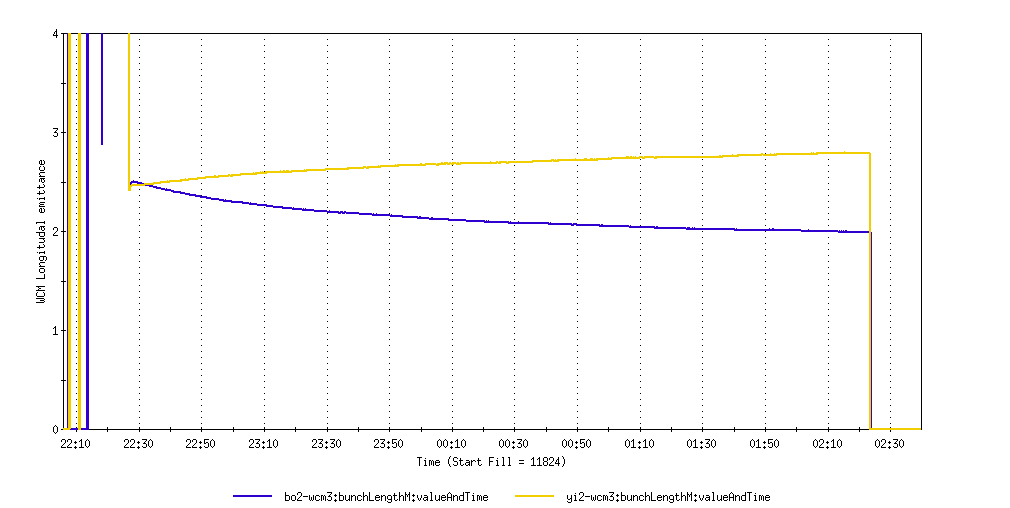 4
3
2
1
0
WCM Longitudal emittance
22:10 22:30 22:50 23:10 23:30 23:50 00:10 00:30 00:50 01:10 01:30 01:50 02:10 02:30
Time (Start Fill = 11824)
bo2-wcm3:bunchLengthM:valueAndTime yi2-wcm3:bunchLengthM:valueAndTime